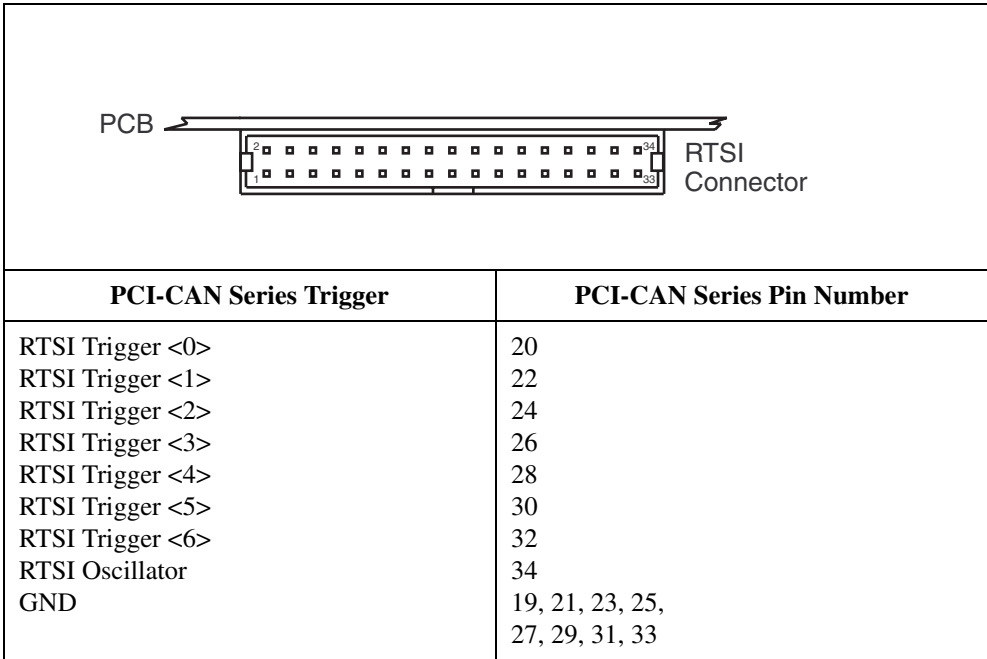 PCB
2 34
RTSI
Connector
1 33
PCI-CAN Series Trigger PCI-CAN Series Pin Number
RTSI Trigger <0> 20
RTSI Trigger <1> 22
RTSI Trigger <2> 24
RTSI Trigger <3> 26
RTSI Trigger <4> 28
RTSI Trigger <5> 30
RTSI Trigger <6> 32
RTSI Oscillator 34
GND 19, 21, 23, 25,
27, 29, 31, 33